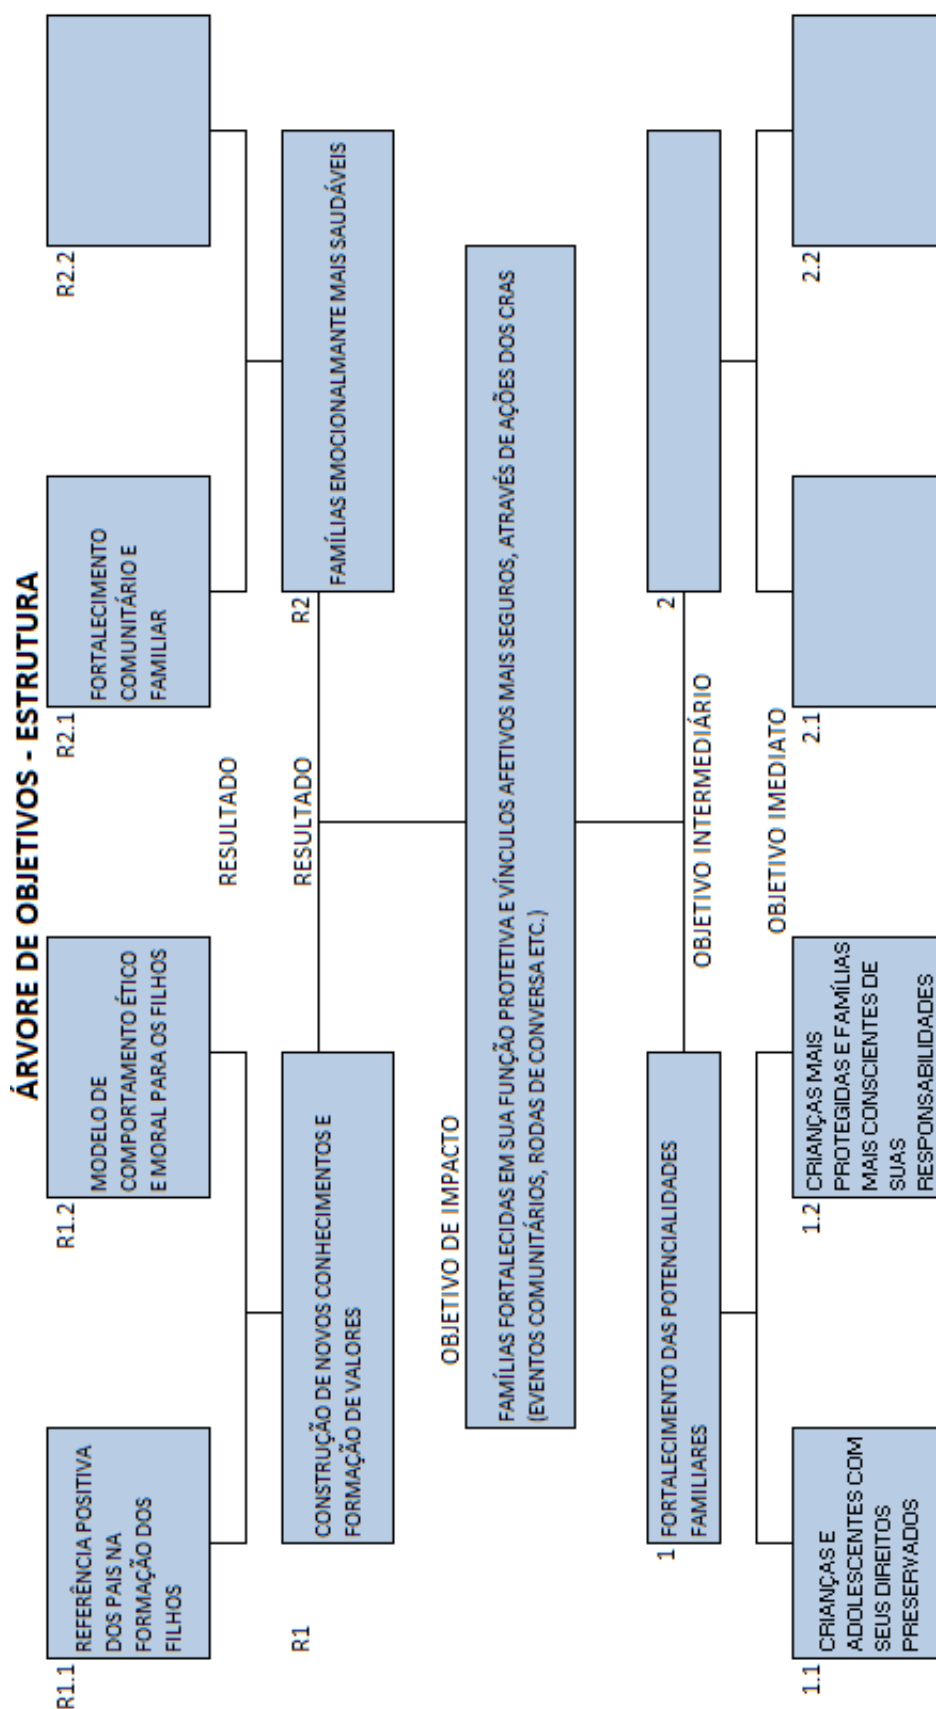 ÁRVORE DE OBJETIVOS - ESTRUTURA
R1.1
REFERÊNCIA POSITIVA
DOS PAIS NA
FORMAÇÃO DOS
FILHOS
R1.2
MODELO DE
COMPORTAMENTO ÉTICO
E MORAL PARA OS FILHOS
R2.1
FORTALECIMENTO
COMUNITÁRIO E
FAMILIAR
R2.2
RESULTADO
R1
CONSTRUÇÃO DE NOVOS CONHECIMENTOS E
FORMAÇÃO DE VALORES
RESULTADO
R2
FAMÍLIAS EMOCIONALMANTE MAIS SAUDÁVEIS
OBJETIVO DE IMPACTO
FAMÍLIAS FORTALECIDAS EM SUA FUNÇÃO PROTETIVA E VÍNCULOS AFETIVOS MAIS SEGUROS, ATRAVÉS DE AÇÕES DOS CRAS
(EVENTOS COMUNITÁRIOS, RODAS DE CONVERSA ETC.)
1
FORTALECIMENTO DAS POTENCIALIDADES
FAMILIARES
2
OBJETIVO INTERMEDIÁRIO
OBJETIVO IMEDIATO
1.1
CRIANÇAS E
ADOLESCENTES COM
SEUS DIREITOS
PRESERVADOS
1.2
CRIANÇAS MAIS
PROTEGIDAS E FAMÍLIAS
MAIS CONSCIENTES DE
SUAS
RESPONSABILIDADES
2.1
2.2